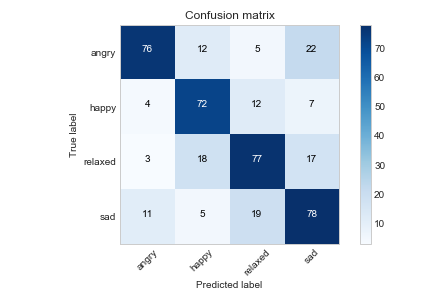 Confusion matrix
True label
angry 76 12 5 22
happy 4 72 12 7
relaxed 3 18 77 17
sad 11 5 19 78
angry happy relaxed sad
Predicted label
70
60
50
40
30
20
10